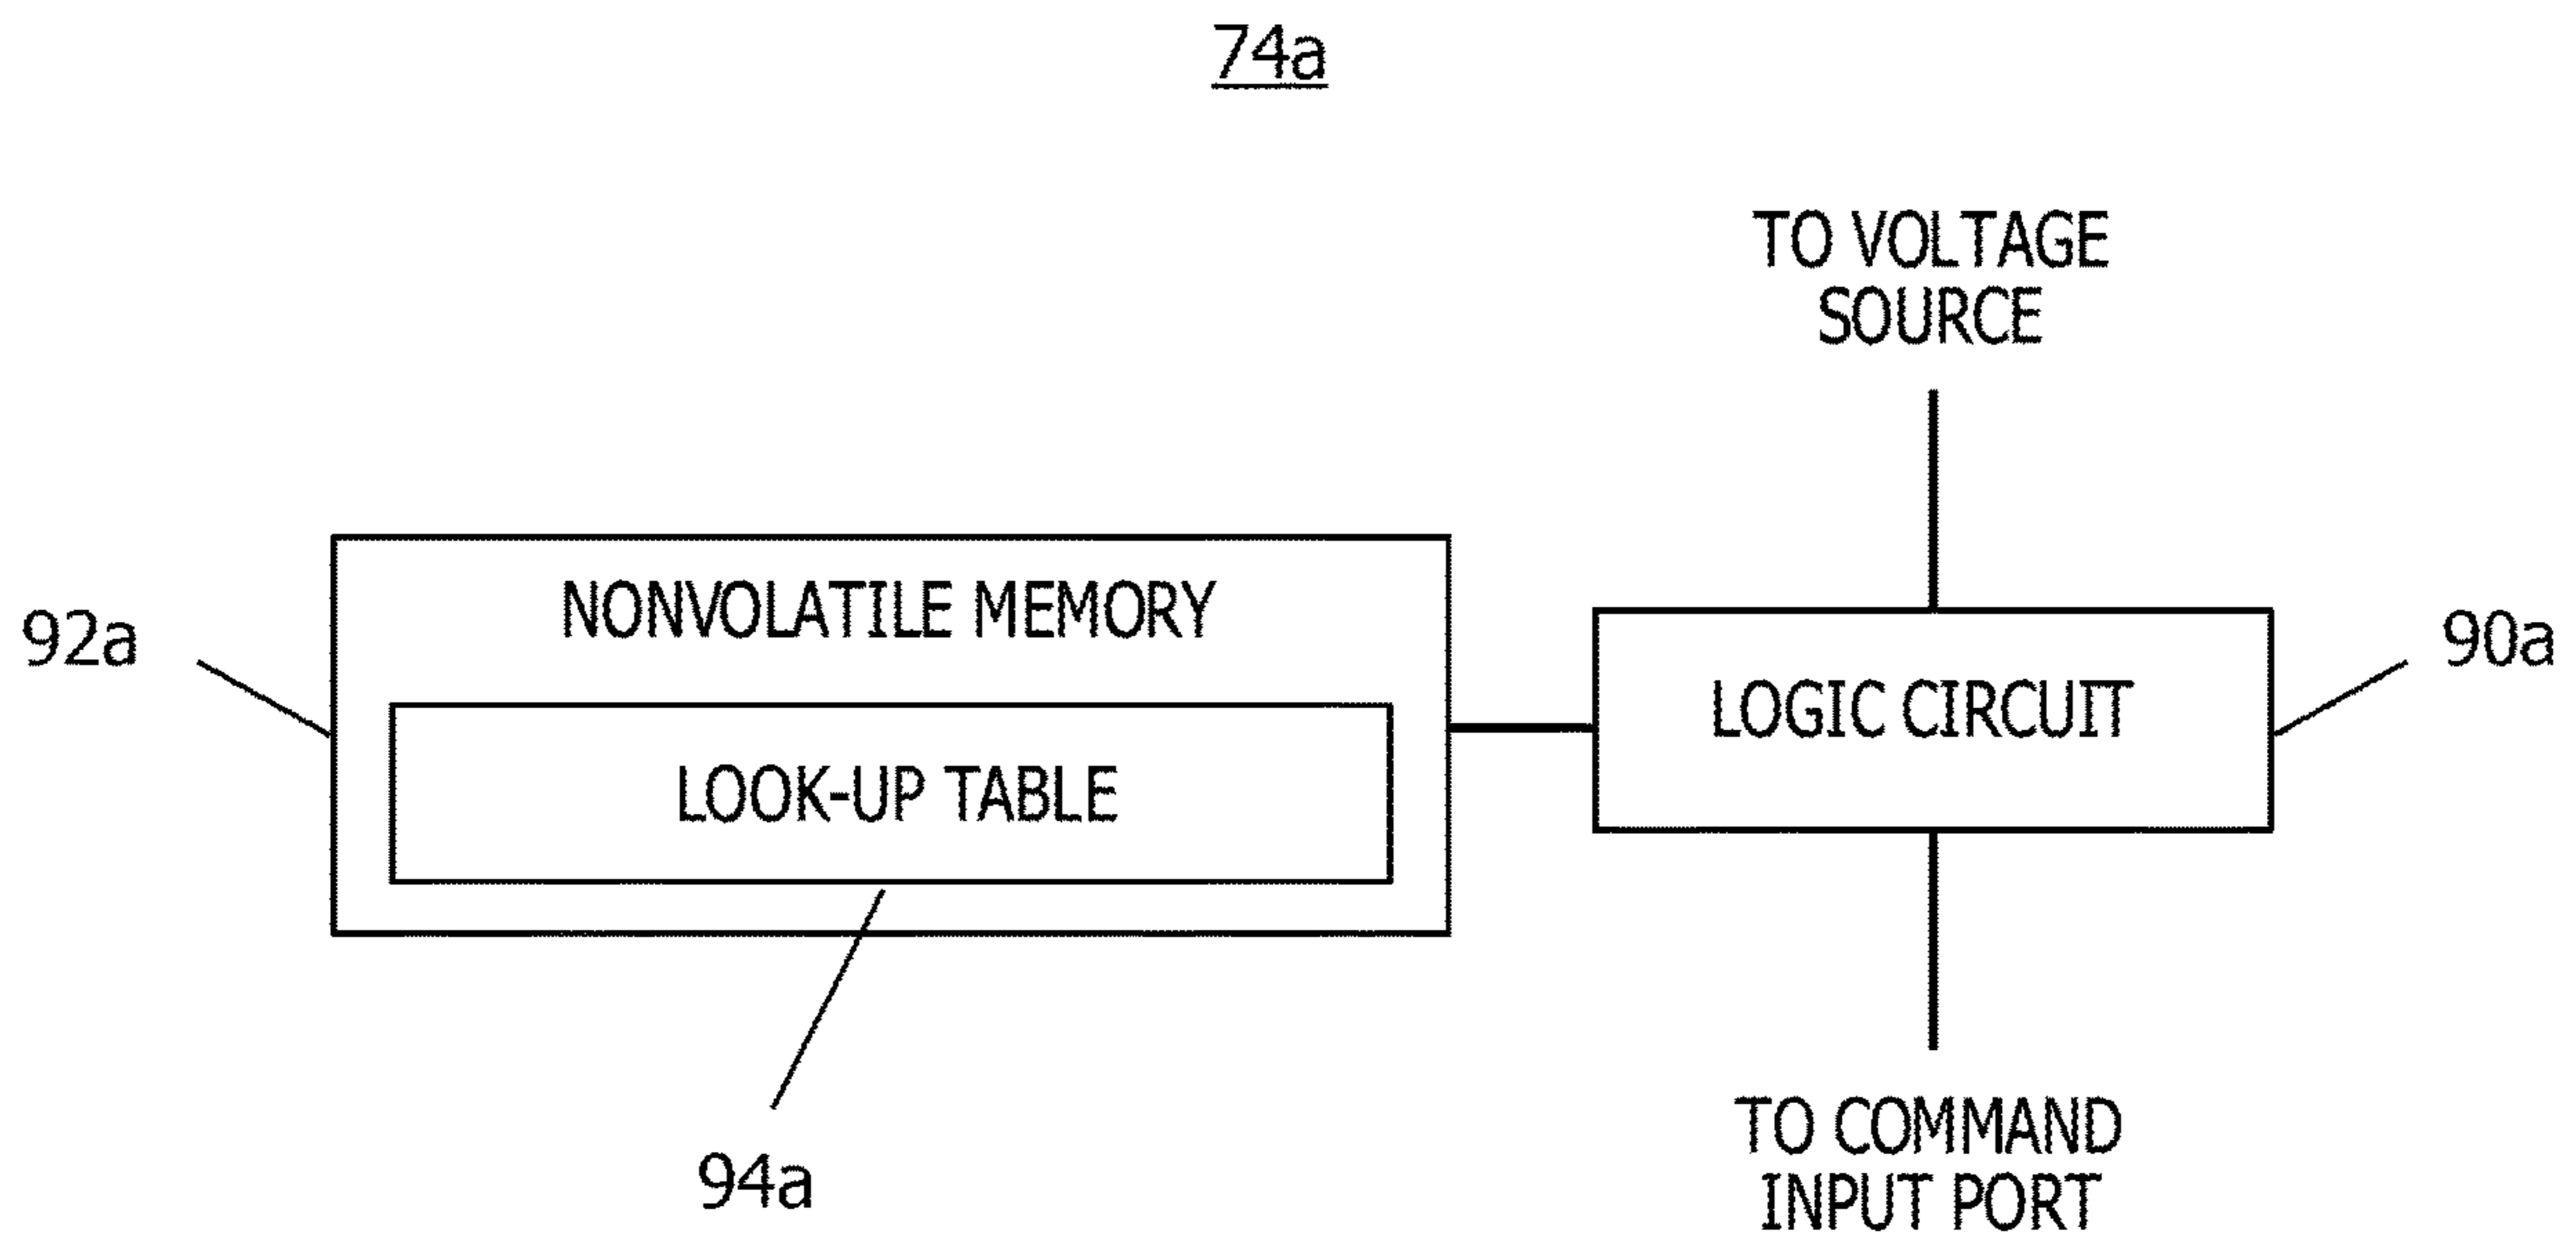 74a
TO VOLTAGE
SOURCE
NONVOLATILE MEMORY
92a
90a
LOGIC CIRCUIT
LOOK-UP TABLE
94a
TO COMMAND
INPUT PORT